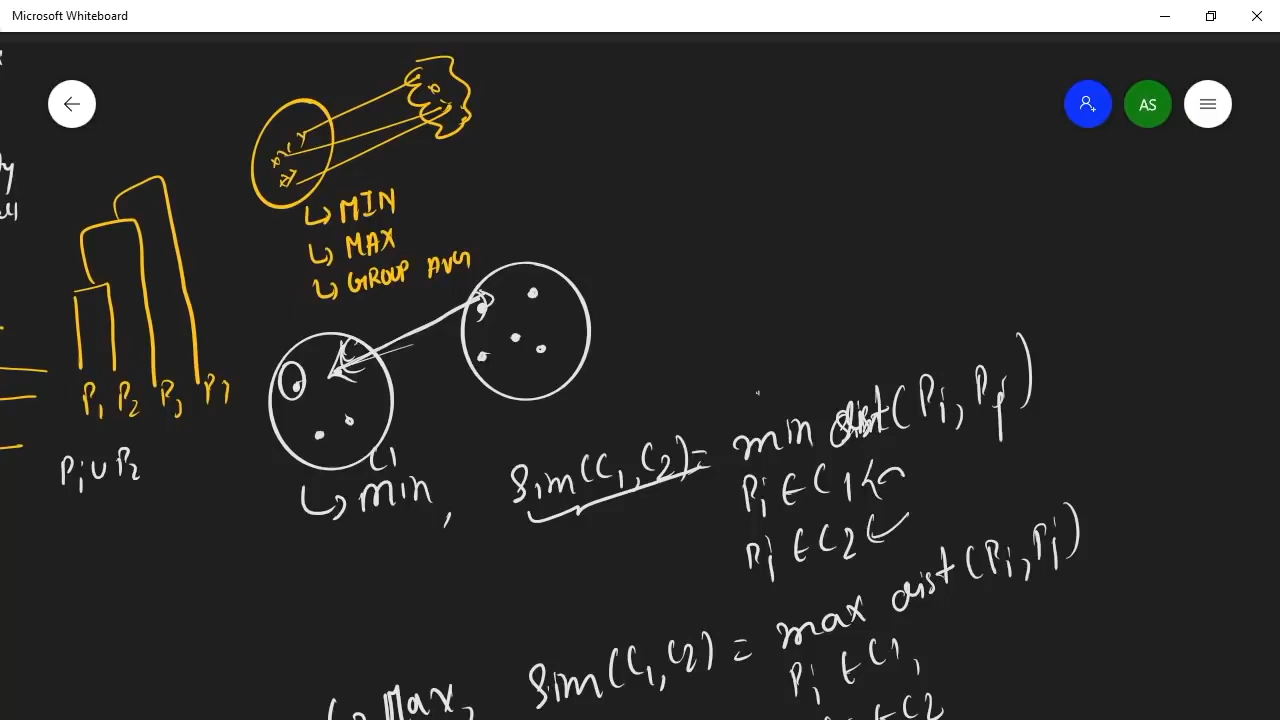 Microsoft Whiteboard
AS
↳ MIN
↳ MAX
↳ GROUP AVG
P1 P2 P3
Pi ∪ P2
C1
↳ min, Sim(C1, C2) = min dist(Pi, Pj)
Pi ∈ C1
Pj ∈ C2
↳ Max, Sim(C1, C2) = max dist(Pi, Pj)
Pi ∈ C1,
∈ C2